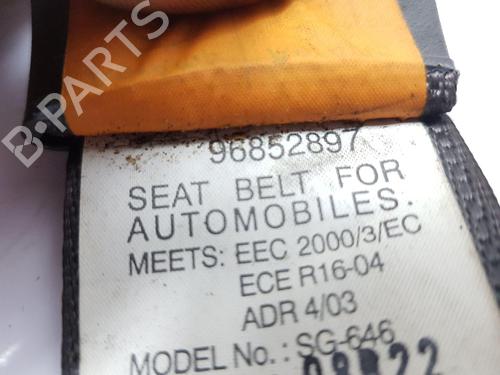 B-PARTS
96852897
SEAT BELT FOR
AUTOMOBILES.
MEETS: EEC 2000/3/EC
ECE R16-04
ADR 4/03
MODEL No.: SG-646